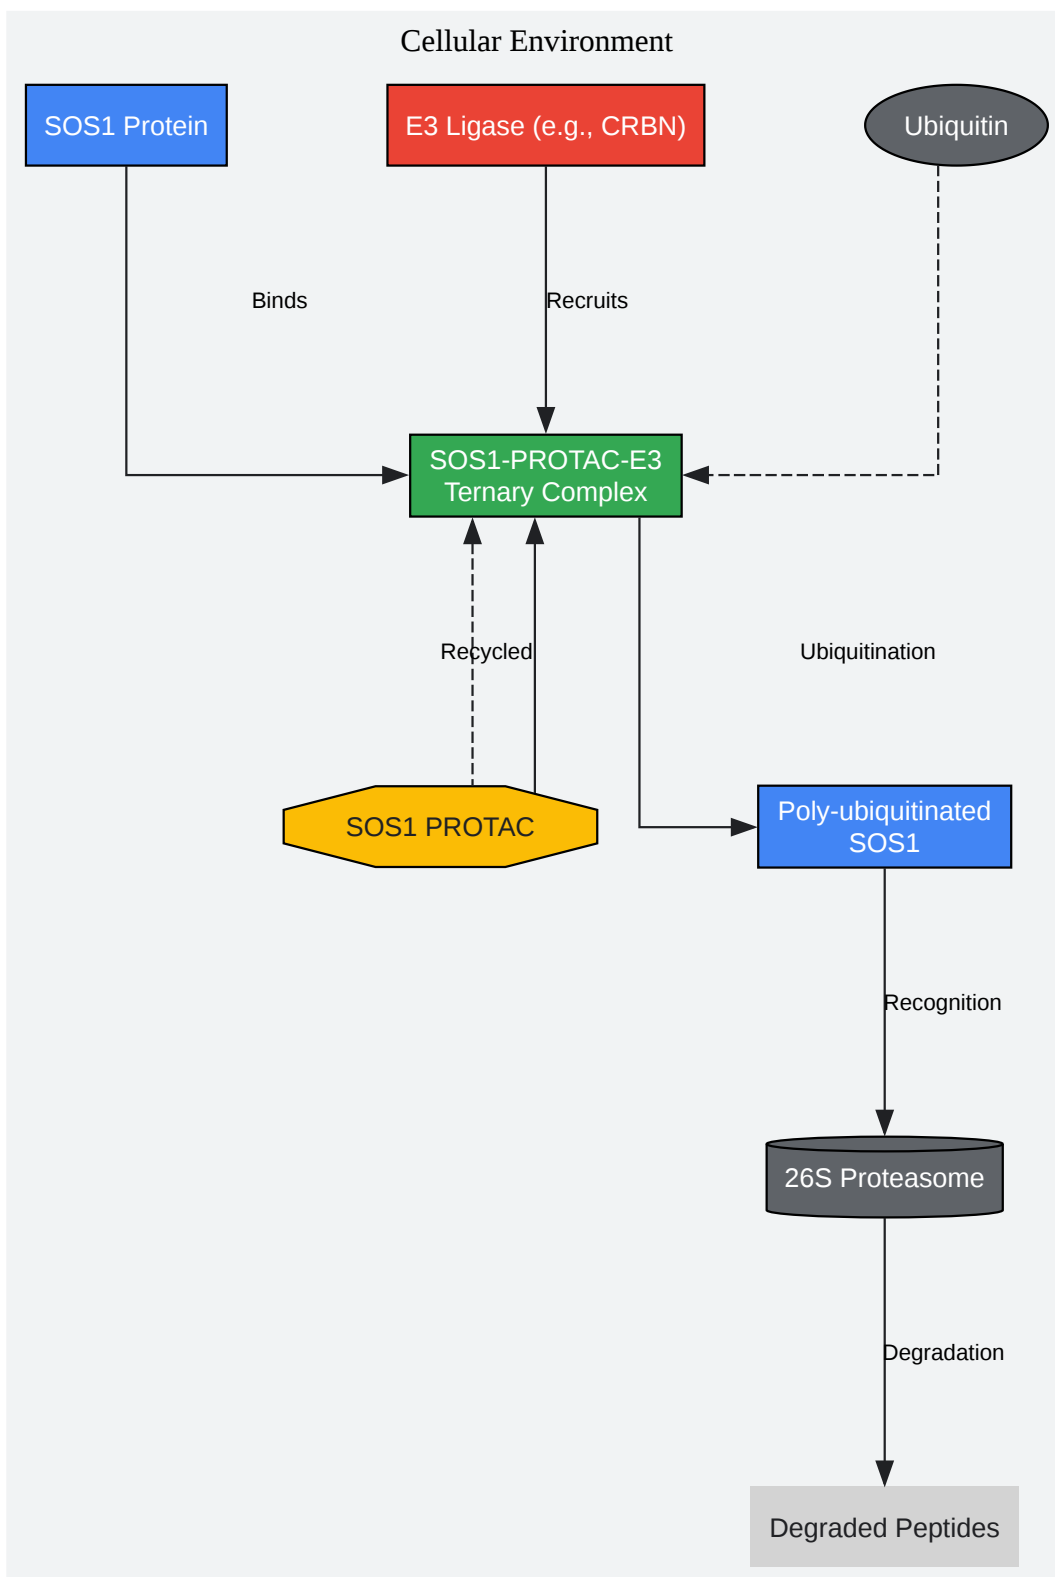 Cellular Environment
SOS1 Protein
E3 Ligase (e.g., CRBN)
Ubiquitin
Binds
Recruits
SOS1-PROTAC-E3
Ternary Complex
Recycled
Ubiquitination
SOS1 PROTAC
Poly-ubiquitinated
SOS1
Recognition
26S Proteasome
Degradation
Degraded Peptides